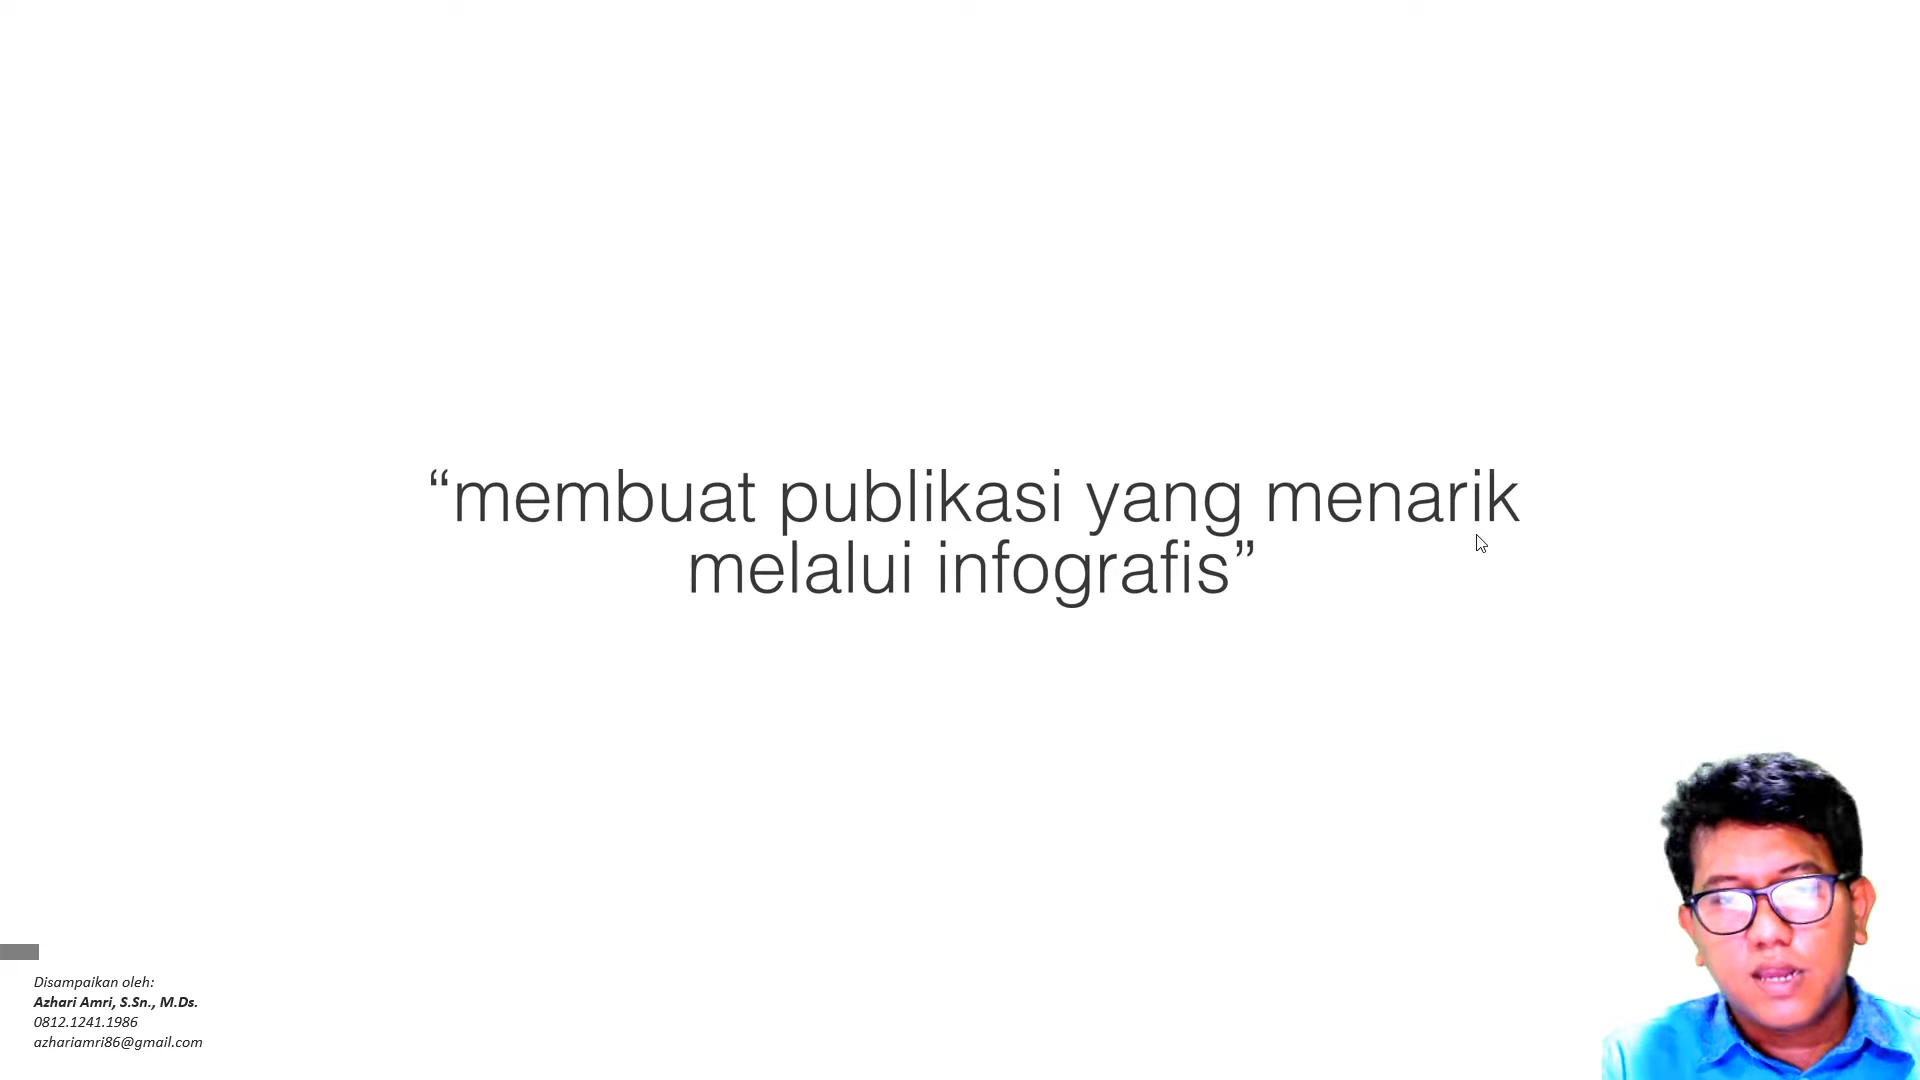 “membuat publikasi yang menarik
melalui infografis”
Disampaikan oleh:
Azhari Amri, S.Sn., M.Ds.
0812.1241.1986
azhariamri86@gmail.com